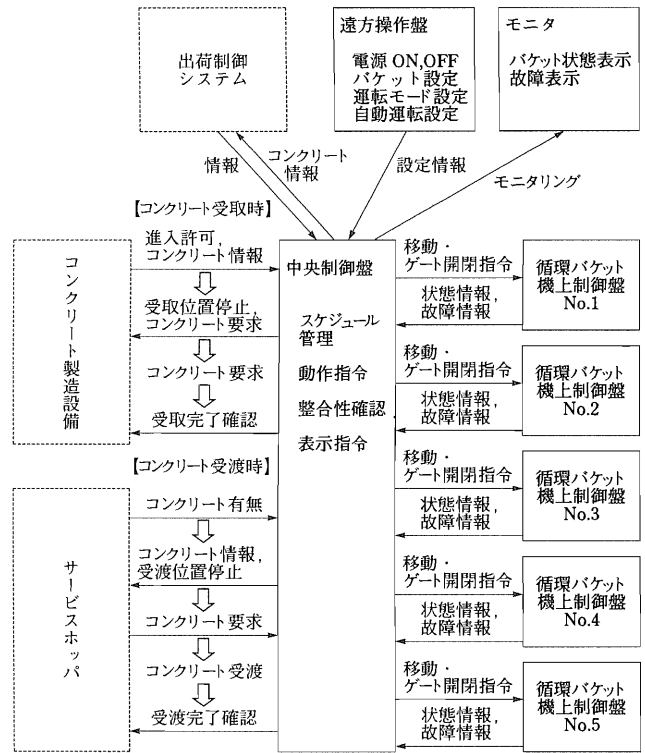 出荷制御
システム
遠方操作盤
電源 ON,OFF
バケット設定
運転モード設定
自動運転設定
モニタ
バケット状態表示
故障表示
情報
コンクリート
情報
設定情報
モニタリング
【コンクリート受取時】
コンクリート製造設備
進入許可,
コンクリート情報
受取位置停止,
コンクリート要求
コンクリート要求
受取完了確認
【コンクリート受渡時】
サービスホッパ
コンクリート有無
コンクリート情報,
受渡位置停止
コンクリート要求
コンクリート受渡
受渡完了確認
中央制御盤
スケジュール
管理
動作指令
整合性確認
表示指令
移動・
ゲート開閉指令
状態情報,
故障情報
循環バケット
機上制御盤
No.1
移動・
ゲート開閉指令
状態情報,
故障情報
循環バケット
機上制御盤
No.2
移動・
ゲート開閉指令
状態情報,
故障情報
循環バケット
機上制御盤
No.3
移動・
ゲート開閉指令
状態情報,
故障情報
循環バケット
機上制御盤
No.4
移動・
ゲート開閉指令
状態情報,
故障情報
循環バケット
機上制御盤
No.5